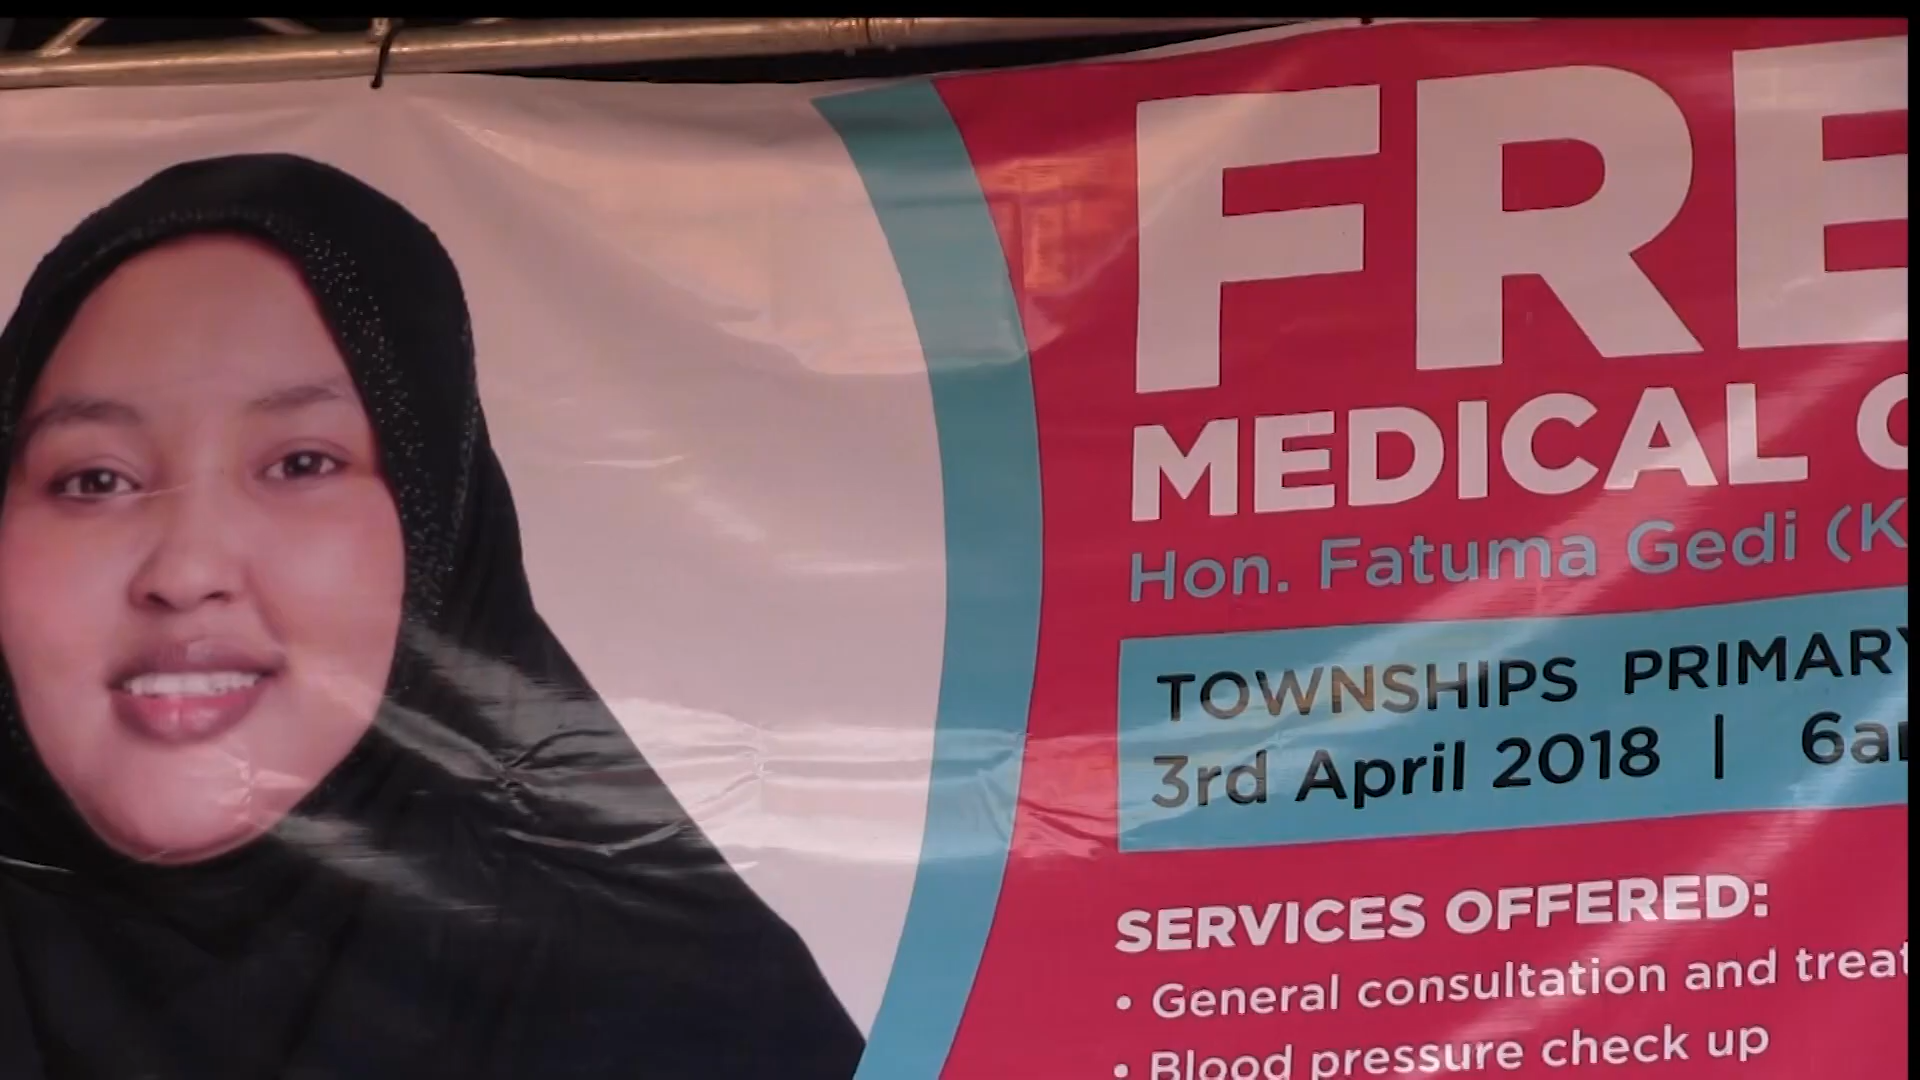 FRE
MEDICAL C
Hon. Fatuma Gedi (K
TOWNSHIPS PRIMARY
3rd April 2018 | 6a
SERVICES OFFERED:
• General consultation and treat
• Blood pressure check up